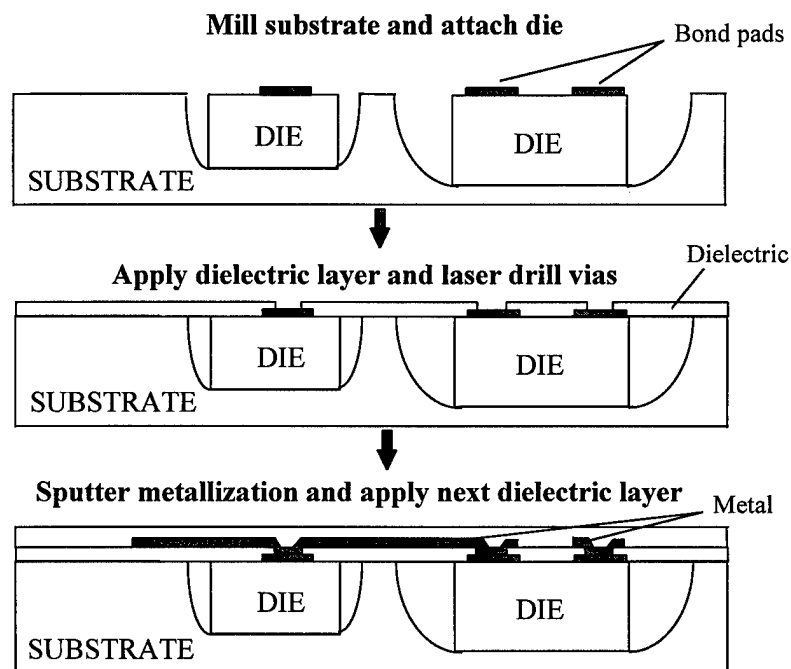 Mill substrate and attach die
Bond pads
DIE
DIE
SUBSTRATE
Apply dielectric layer and laser drill vias
Dielectric
DIE
DIE
SUBSTRATE
Sputter metallization and apply next dielectric layer
Metal
DIE
DIE
SUBSTRATE